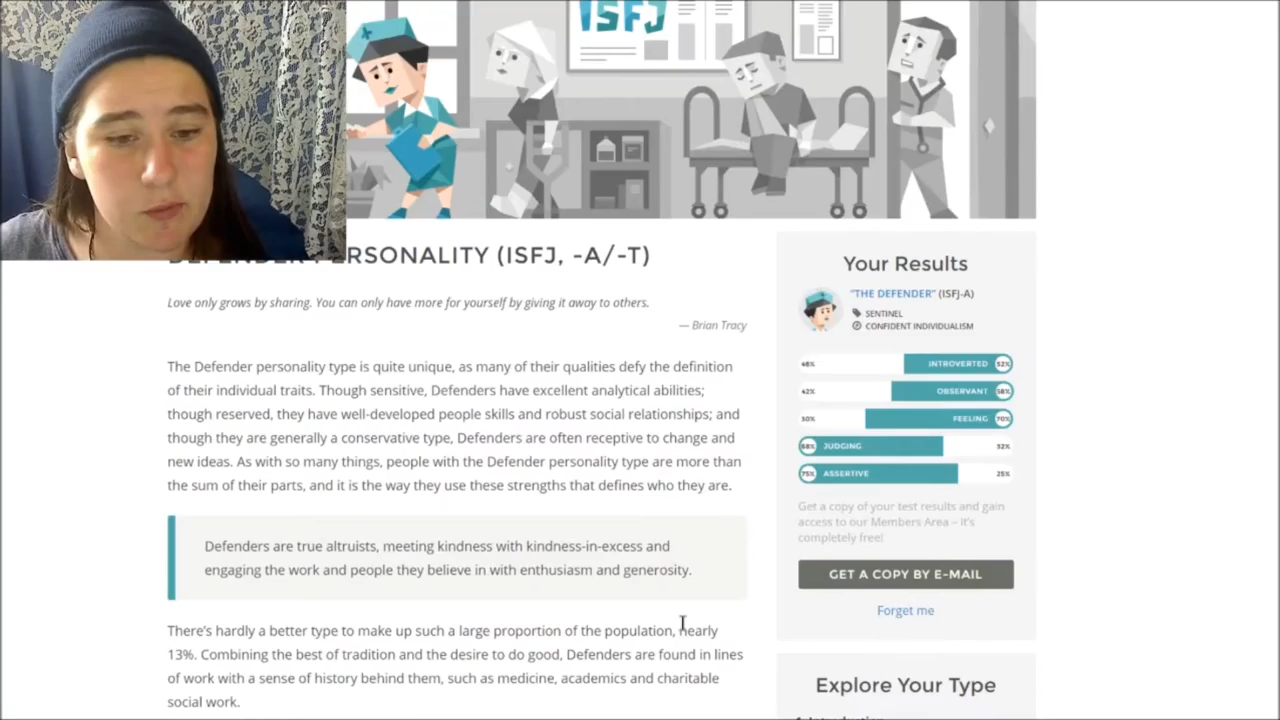 ISFJ
DEFENDER PERSONALITY (ISFJ, -A/-T)
Love only grows by sharing. You can only have more for yourself by giving it away to others.
— Brian Tracy
The Defender personality type is quite unique, as many of their qualities defy the definition
of their individual traits. Though sensitive, Defenders have excellent analytical abilities;
though reserved, they have well-developed people skills and robust social relationships; and
though they are generally a conservative type, Defenders are often receptive to change and
new ideas. As with so many things, people with the Defender personality type are more than
the sum of their parts, and it is the way they use these strengths that defines who they are.
Defenders are true altruists, meeting kindness with kindness-in-excess and
engaging the work and people they believe in with enthusiasm and generosity.
There's hardly a better type to make up such a large proportion of the population, nearly
13%. Combining the best of tradition and the desire to do good, Defenders are found in lines
of work with a sense of history behind them, such as medicine, academics and charitable
social work.
Your Results
"THE DEFENDER" (ISFJ-A)
SENTINEL
CONFIDENT INDIVIDUALISM
48% INTROVERTED 52%
42% OBSERVANT 58%
30% FEELING 70%
68% JUDGING 32%
75% ASSERTIVE 25%
Get a copy of your test results and gain
access to our Members Area – it's
completely free!
GET A COPY BY E-MAIL
Forget me
Explore Your Type